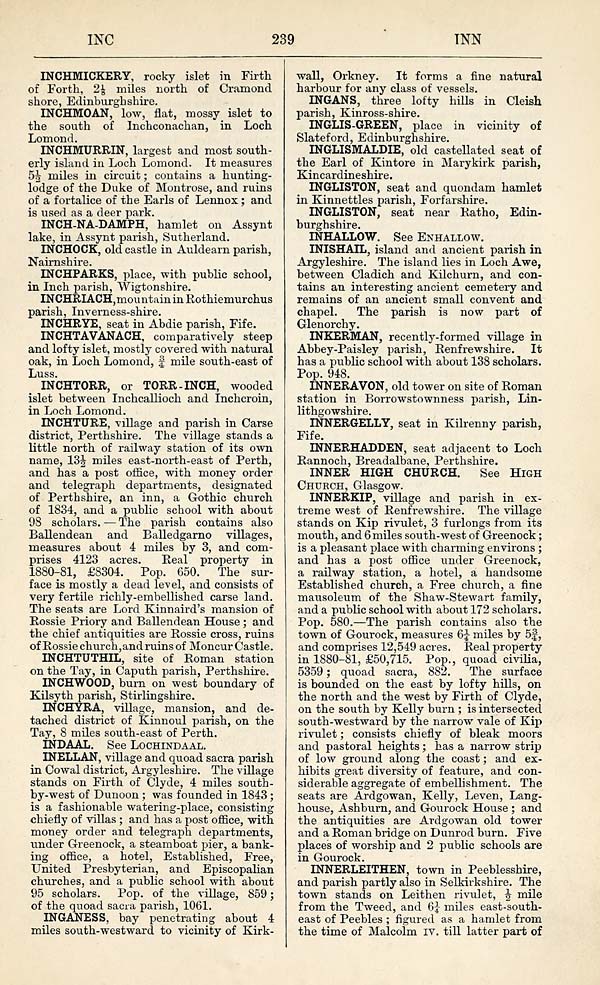 INC
239
INN
INCHMICKERY, rocky islet in Firth
of Forth, 2½ miles north of Cramond
shore, Edinburghshire.
INCHMOAN, low, flat, mossy islet to
the south of Inchconachan, in Loch
Lomond.
INCHMURRIN, largest and most south-
erly island in Loch Lomond. It measures
5½ miles in circuit; contains a hunting-
lodge of the Duke of Montrose, and ruins
of a fortalice of the Earls of Lennox; and
is used as a deer park.
INCH-NA-DAMPH, hamlet on Assynt
lake, in Assynt parish, Sutherland.
INCHOCK, old castle in Auldearn parish,
Nairnshire.
INCHPARKS, place, with public school,
in Inch parish, Wigtonshire.
INCHRIACH, mountain in Rothiemurchus
parish, Inverness-shire.
INCHRYE, seat in Abdie parish, Fife.
INCHTAVANACH, comparatively steep
and lofty islet, mostly covered with natural
oak, in Loch Lomond, ¾ mile south-east of
Luss.
INCHTORR, or TORR-INCH, wooded
islet between Inchcallioch and Inchcroin,
in Loch Lomond.
INCHTURE, village and parish in Carse
district, Perthshire. The village stands a
little north of railway station of its own
name, 13½ miles east-north-east of Perth,
and has a post office, with money order
and telegraph departments, designated
of Perthshire, an inn, a Gothic church
of 1834, and a public school with about
98 scholars. — The parish contains also
Ballendean and Balledgarno villages,
measures about 4 miles by 3, and com-
prises 4123 acres. Real property in
1880-81, £8304. Pop. 650. The sur-
face is mostly a dead level, and consists of
very fertile richly-embellished carse land.
The seats are Lord Kinnaird's mansion of
Rossie Priory and Ballendean House; and
the chief antiquities are Rossie cross, ruins
of Rossie church, and ruins of Moncur Castle.
INCHTUTHIL, site of Roman station
on the Tay, in Caputh parish, Perthshire.
INCHWOOD, burn on west boundary of
Kilsyth parish, Stirlingshire.
INCHYRA, village, mansion, and de-
tached district of Kinnoul parish, on the
Tay, 8 miles south-east of Perth.
INDAAL. See LOCHINDAAL.
INELLAN, village and quoad sacra parish
in Cowal district, Argyleshire. The village
stands on Firth of Clyde, 4 miles south-
by-west of Dunoon; was founded in 1843;
is a fashionable watering-place, consisting
chiefly of villas; and has a post office, with
money order and telegraph departments,
under Greenock, a steamboat pier, a bank-
ing office, a hotel, Established, Free,
United Presbyterian, and Episcopalian
churches, and a public school with about
95 scholars. Pop. of the village, 859;
of the quoad sacra parish, 1061.
INGANESS, bay penetrating about 4
miles south-westward to vicinity of Kirk-
wall, Orkney. It forms a fine natural
harbour for any class of vessels.
INGANS, three lofty hills in Cleish
parish, Kinross-shire.
INGLIS-GREEN, place in vicinity of
Slateford, Edinburghshire.
INGLISMALDIE, old castellated seat of
the Earl of Kintore in Marykirk parish,
Kincardineshire.
INGLISTON, seat and quondam hamlet
in Kinnettles parish, Forfarshire.
INGLISTON, seat near Ratho, Edin-
burghshire.
INHALLOW. See ENHALLOW.
INISHAIL, island and ancient parish in
Argyleshire. The island lies in Loch Awe,
between Cladich and Kilchurn, and con-
tains an interesting ancient cemetery and
remains of an ancient small convent and
chapel. The parish is now part of
Glenorchy.
INKERMAN, recently-formed village in
Abbey-Paisley parish, Renfrewshire. It
has a public school with about 138 scholars.
Pop. 948.
INNERAVON, old tower on site of Roman
station in Borrowstownness parish, Lin-
lithgowshire.
INNERGELLY, seat in Kilrenny parish,
Fife.
INNERHADDEN, seat adjacent to Loch
Rannoch, Breadalbane, Perthshire.
INNER HIGH CHURCH. See HIGH
CHURCH, Glasgow.
INNERKIP, village and parish in ex-
treme west of Renfrewshire. The village
stands on Kip rivulet, 3 furlongs from its
mouth, and 6 miles south-west of Greenock;
is a pleasant place with charming environs;
and has a post office under Greenock,
a railway station, a hotel, a handsome
Established church, a Free church, a fine
mausoleum of the Shaw-Stewart family,
and a public school with about 172 scholars.
Pop. 580.—The parish contains also the
town of Gourock, measures 6¼ miles by 5¾,
and comprises 12,549 acres. Real property
in 1880-81, £50,715. Pop., quoad civilia,
5359; quoad sacra, 882. The surface
is bounded on the east by lofty hills, on
the north and the west by Firth of Clyde,
on the south by Kelly burn; is intersected
south-westward by the narrow vale of Kip
rivulet; consists chiefly of bleak moors
and pastoral heights; has a narrow strip
of low ground along the coast; and ex-
hibits great diversity of feature, and con-
siderable aggregate of embellishment. The
seats are Ardgowan, Kelly, Leven, Lang-
house, Ashburn, and Gourock House; and
the antiquities are Ardgowan old tower
and a Roman bridge on Dunrod burn. Five
places of worship and 2 public schools are
in Gourock.
INNERLEITHEN, town in Peeblesshire,
and parish partly also in Selkirkshire. The
town stands on Leithen rivulet, ½ mile
from the Tweed, and 6¼ miles east-south-
east of Peebles; figured as a hamlet from
the time of Malcolm IV. till latter part of